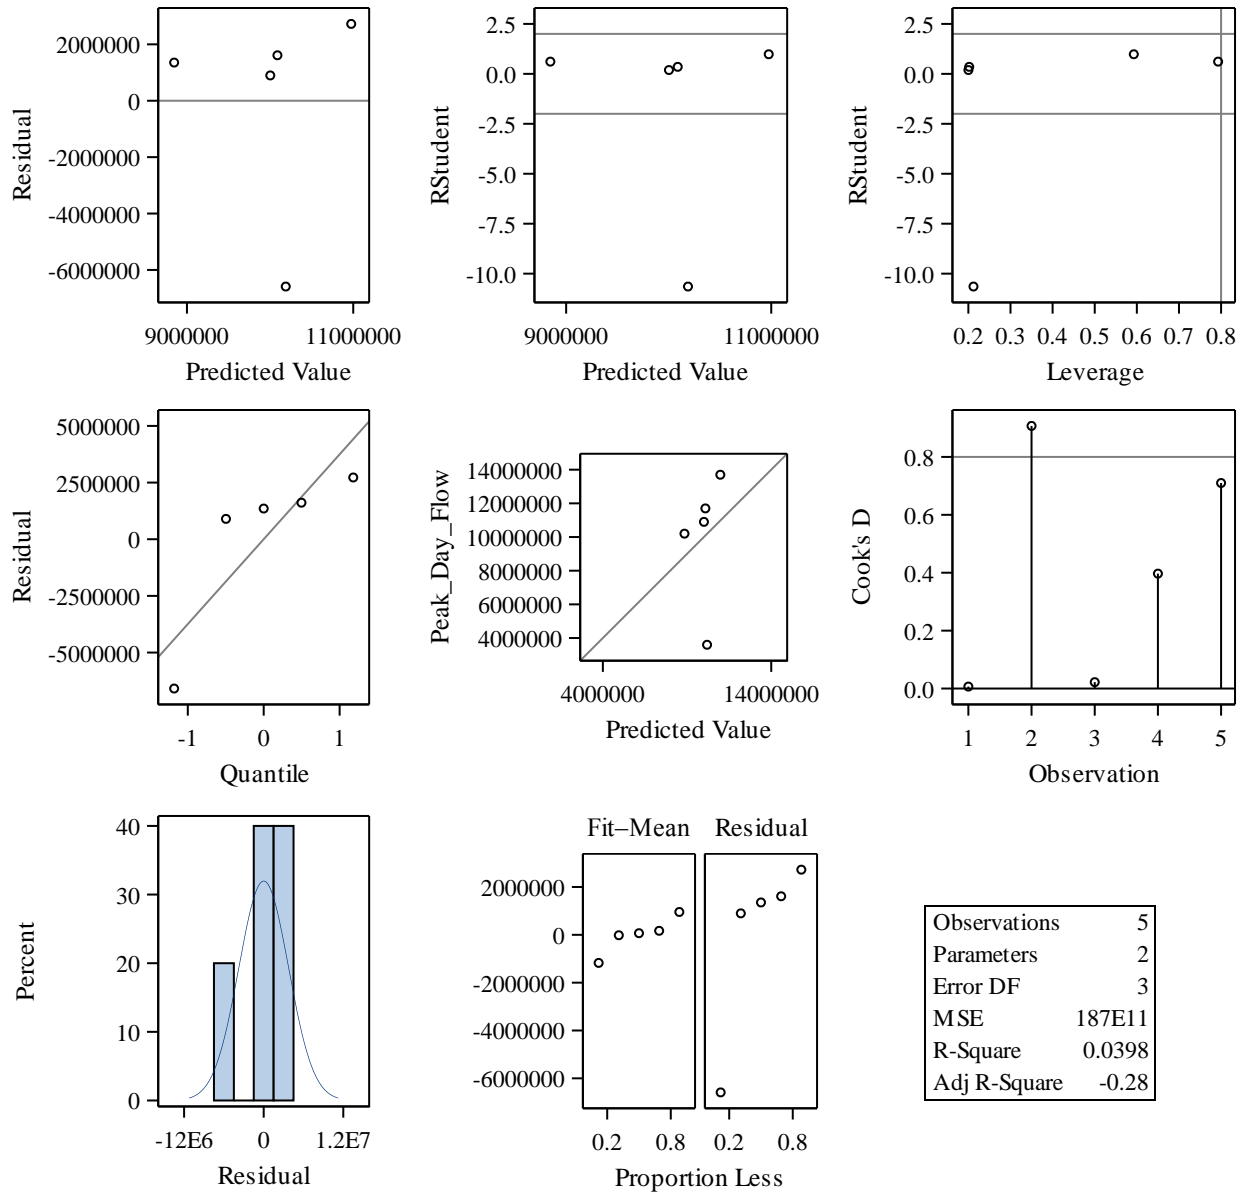 2000000
0
-2000000
-4000000
-6000000
Residual
9000000 11000000
Predicted Value
2.5
0.0
-2.5
-5.0
-7.5
-10.0
RStudent
9000000 11000000
Predicted Value
2.5
0.0
-2.5
-5.0
-7.5
-10.0
RStudent
0.2 0.3 0.4 0.5 0.6 0.7 0.8
Leverage
5000000
2500000
0
-2500000
-5000000
Residual
-1 0 1
Quantile
14000000
12000000
10000000
8000000
6000000
4000000
Peak_Day_Flow
4000000 14000000
Predicted Value
0.8
0.6
0.4
0.2
0.0
Cook's D
1 2 3 4 5
Observation
40
30
20
10
0
Percent
-12E6 0 1.2E7
Residual
Fit–Mean Residual
2000000
0
-2000000
-4000000
-6000000
0.2 0.8 0.2 0.8
Proportion Less
Observations 5
Parameters 2
Error DF 3
MSE 187E11
R-Square 0.0398
Adj R-Square -0.28